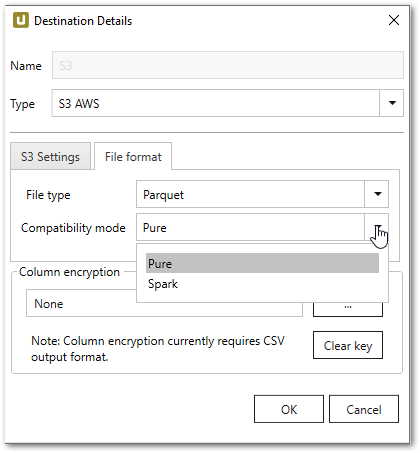 Destination Details
Name S3
Type S3 AWS
S3 Settings File format
File type Parquet
Compatibility mode Pure
Pure
Spark
Column encryption
None ...
Note: Column encryption currently requires CSV
output format.
Clear key
OK Cancel